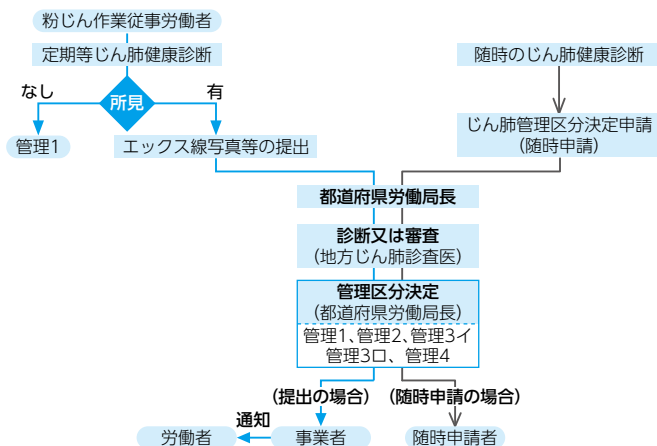 粉じん作業従事労働者
定期等じん肺健康診断
随時のじん肺健康診断
なし
所見
有
管理1
エックス線写真等の提出
じん肺管理区分決定申請
(随時申請)
都道府県労働局長
診断又は審査
(地方じん肺診査医)
管理区分決定
(都道府県労働局長)
管理1、管理2、管理3イ
管理3ロ、管理4
(提出の場合)
(随時申請の場合)
通知
労働者
事業者
随時申請者